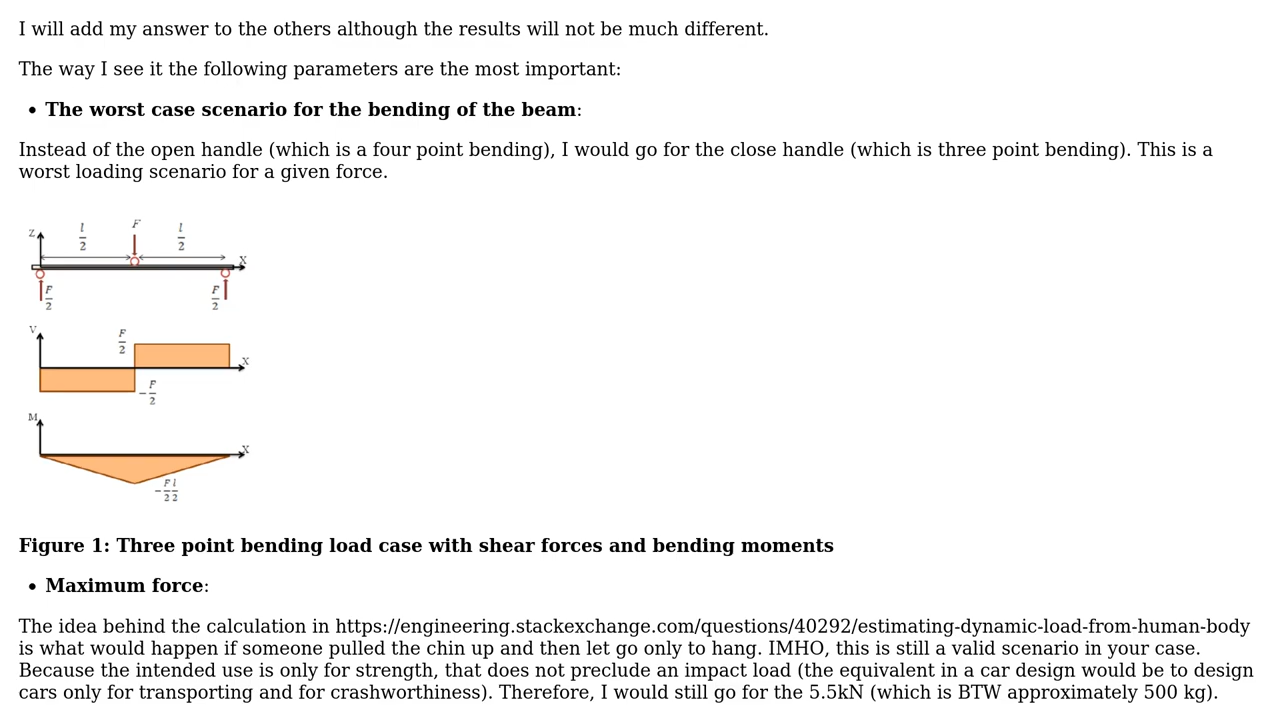 I will add my answer to the others although the results will not be much different.
The way I see it the following parameters are the most important:
• The worst case scenario for the bending of the beam:
Instead of the open handle (which is a four point bending), I would go for the close handle (which is three point bending). This is a
worst loading scenario for a given force.
l/2 F l/2
Z X
F/2 F/2
V F/2 X
-F/2
M X
-F/2 l/2
Figure 1: Three point bending load case with shear forces and bending moments
• Maximum force:
The idea behind the calculation in https://engineering.stackexchange.com/questions/40292/estimating-dynamic-load-from-human-body
is what would happen if someone pulled the chin up and then let go only to hang. IMHO, this is still a valid scenario in your case.
Because the intended use is only for strength, that does not preclude an impact load (the equivalent in a car design would be to design
cars only for transporting and for crashworthiness). Therefore, I would still go for the 5.5kN (which is BTW approximately 500 kg).